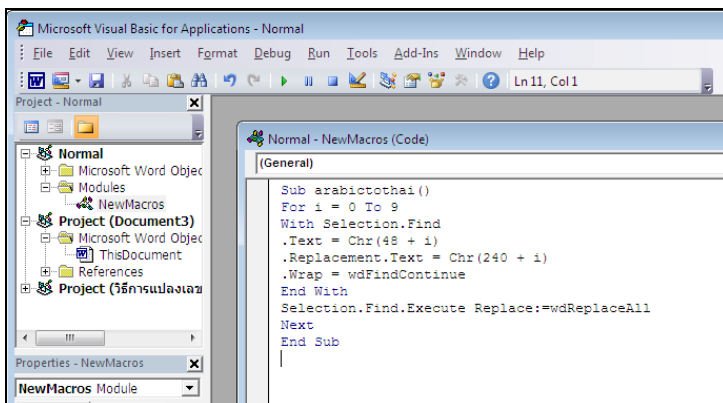 Microsoft Visual Basic for Applications - Normal
File Edit View Insert Format Debug Run Tools Add-Ins Window Help
Ln 11, Col 1
Project - Normal
Normal
Microsoft Word Objec
Modules
NewMacros
Project (Document3)
Microsoft Word Objec
ThisDocument
References
Project (วิธีการแปลงเลข
Properties - NewMacros
NewMacros Module
Normal - NewMacros (Code)
(General)
Sub arabictothai()
For i = 0 To 9
With Selection.Find
.Text = Chr(48 + i)
.Replacement.Text = Chr(240 + i)
.Wrap = wdFindContinue
End With
Selection.Find.Execute Replace:=wdReplaceAll
Next
End Sub